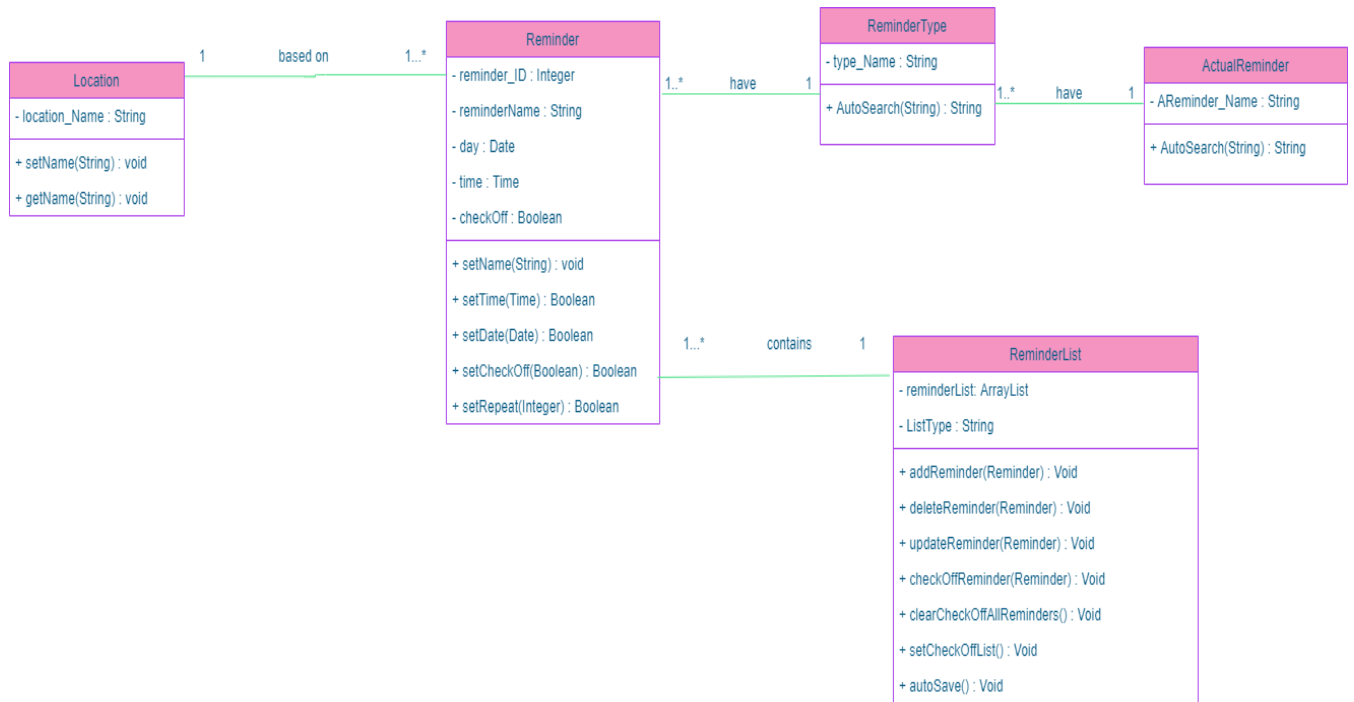 Location
- location_Name : String
+ setName(String) : void
+ getName(String) : void
1 based on 1...*
Reminder
- reminder_ID : Integer
- reminderName : String
- day : Date
- time : Time
- checkOff : Boolean
+ setName(String) : void
+ setTime(Time) : Boolean
+ setDate(Date) : Boolean
+ setCheckOff(Boolean) : Boolean
+ setRepeat(Integer) : Boolean
1..* have 1
ReminderType
- type_Name : String
+ AutoSearch(String) : String
1..* have 1
ActualReminder
- AReminder_Name : String
+ AutoSearch(String) : String
1...* contains 1
ReminderList
- reminderList: ArrayList
- ListType : String
+ addReminder(Reminder) : Void
+ deleteReminder(Reminder) : Void
+ updateReminder(Reminder) : Void
+ checkOffReminder(Reminder) : Void
+ clearCheckOffAllReminders() : Void
+ setCheckOffList() : Void
+ autoSave() : Void